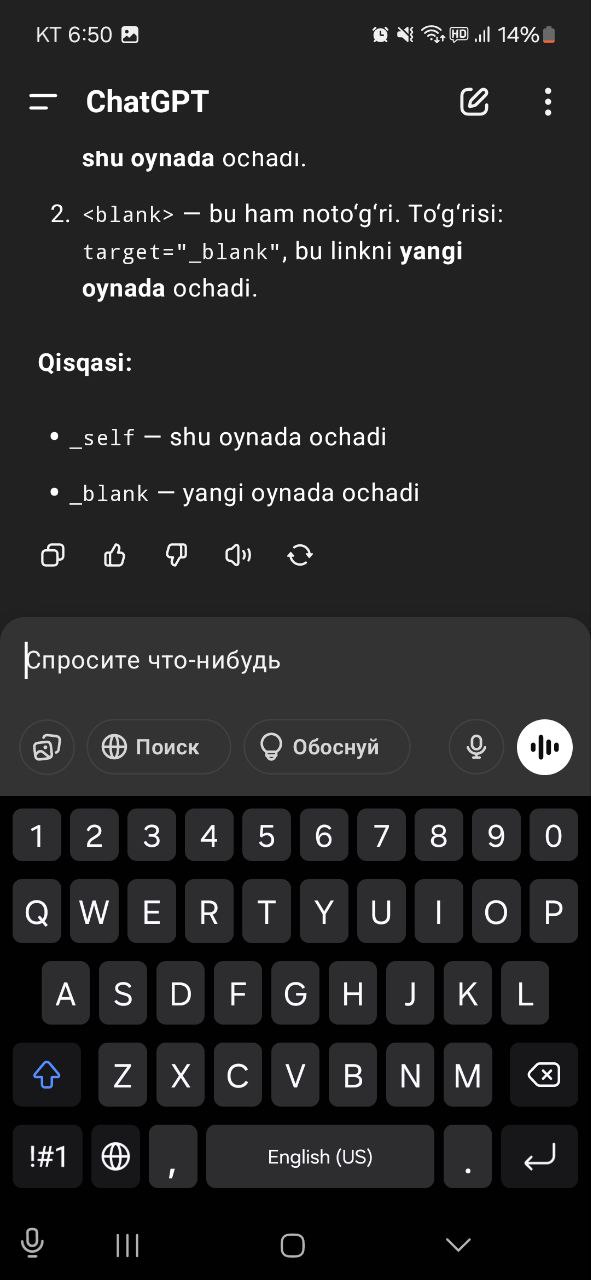 KT 6:50 HD 14%
ChatGPT
shu oynada ochadi.
2. <blank> — bu ham noto‘g‘ri. To‘g‘risi:
target="_blank", bu linkni yangi
oynada ochadi.
Qisqasi:
• _self — shu oynada ochadi
• _blank — yangi oynada ochadi
Спросите что-нибудь
Поиск Обоснуй
1 2 3 4 5 6 7 8 9 0
Q W E R T Y U I O P
A S D F G H J K L
Z X C V B N M
!#1 , English (US) .